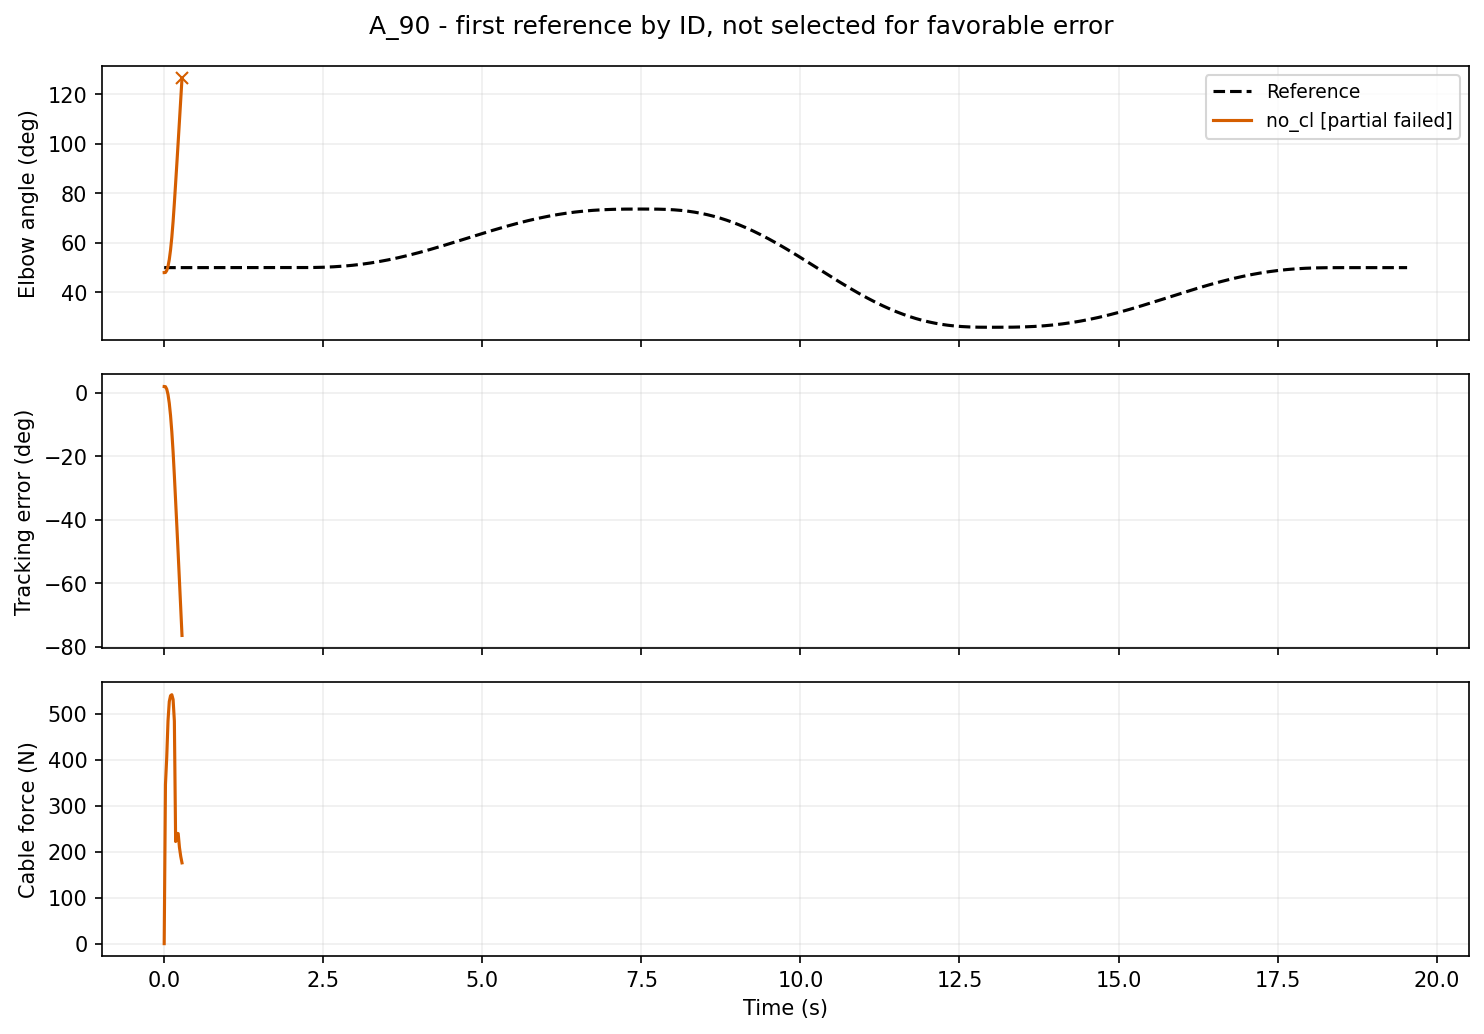 A_90 - first reference by ID, not selected for favorable error
Elbow angle (deg)
120
100
80
60
40
Reference
no_cl [partial failed]
Tracking error (deg)
0
−20
−40
−60
−80
Cable force (N)
500
400
300
200
100
0
0.0 2.5 5.0 7.5 10.0 12.5 15.0 17.5 20.0
Time (s)